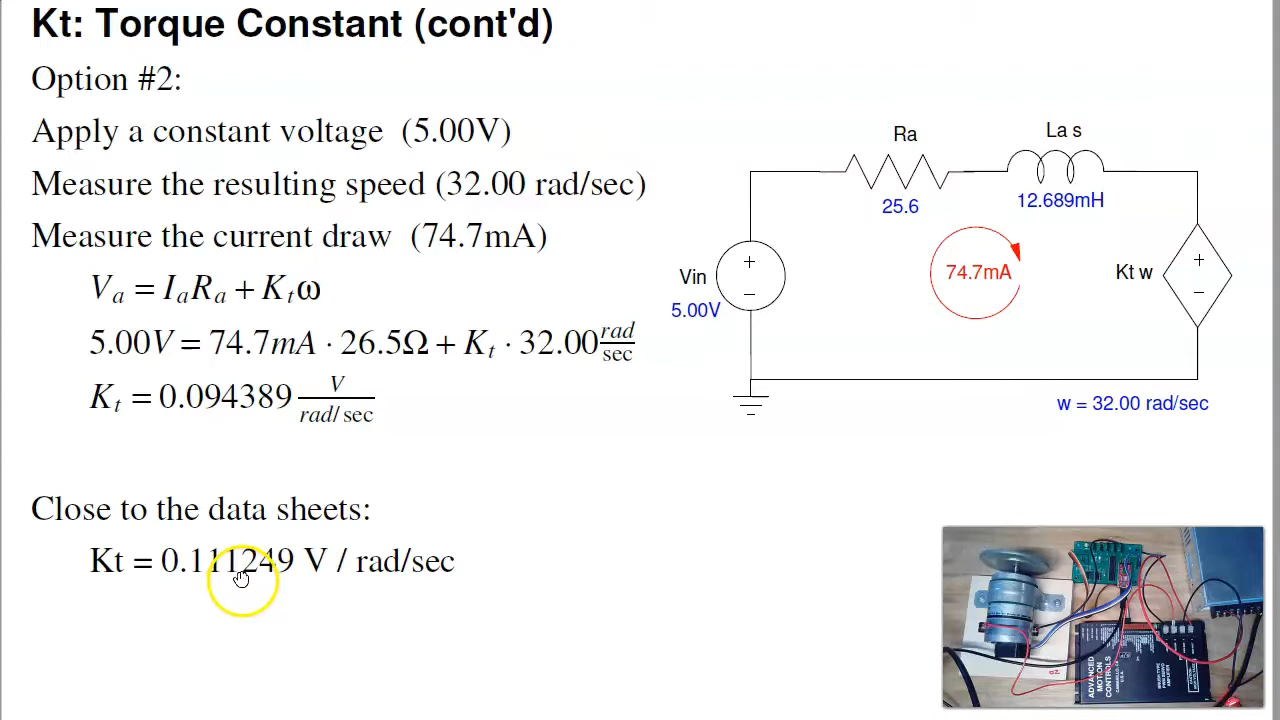 Kt: Torque Constant (cont'd)
Option #2:
Apply a constant voltage (5.00V)
Measure the resulting speed (32.00 rad/sec)
Measure the current draw (74.7mA)
Va = IaRa + Ktω
5.00V = 74.7mA · 26.5Ω + Kt · 32.00 rad/sec
Kt = 0.094389 V/rad/sec
Close to the data sheets:
Kt = 0.111249 V / rad/sec
Ra
La s
25.6
12.689mH
Vin
5.00V
+
−
74.7mA
Kt w
+
−
w = 32.00 rad/sec
ADVANCED
MOTION
CONTROLS